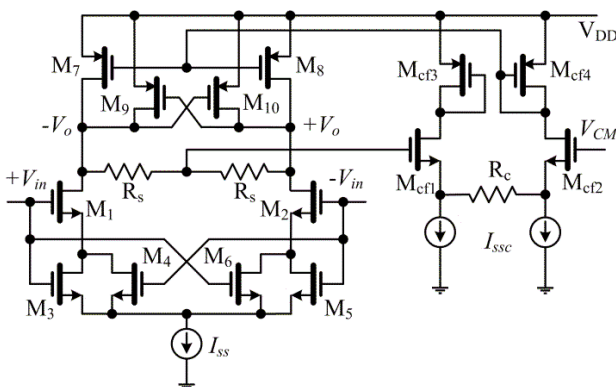 V_DD
M_7
M_8
M_cf3
M_cf4
M_9
M_10
-V_o
+V_o
V_CM
+V_in
R_s
R_s
-V_in
M_cf1
R_c
M_cf2
M_1
M_2
M_4
M_6
I_ssc
M_3
M_5
I_ss